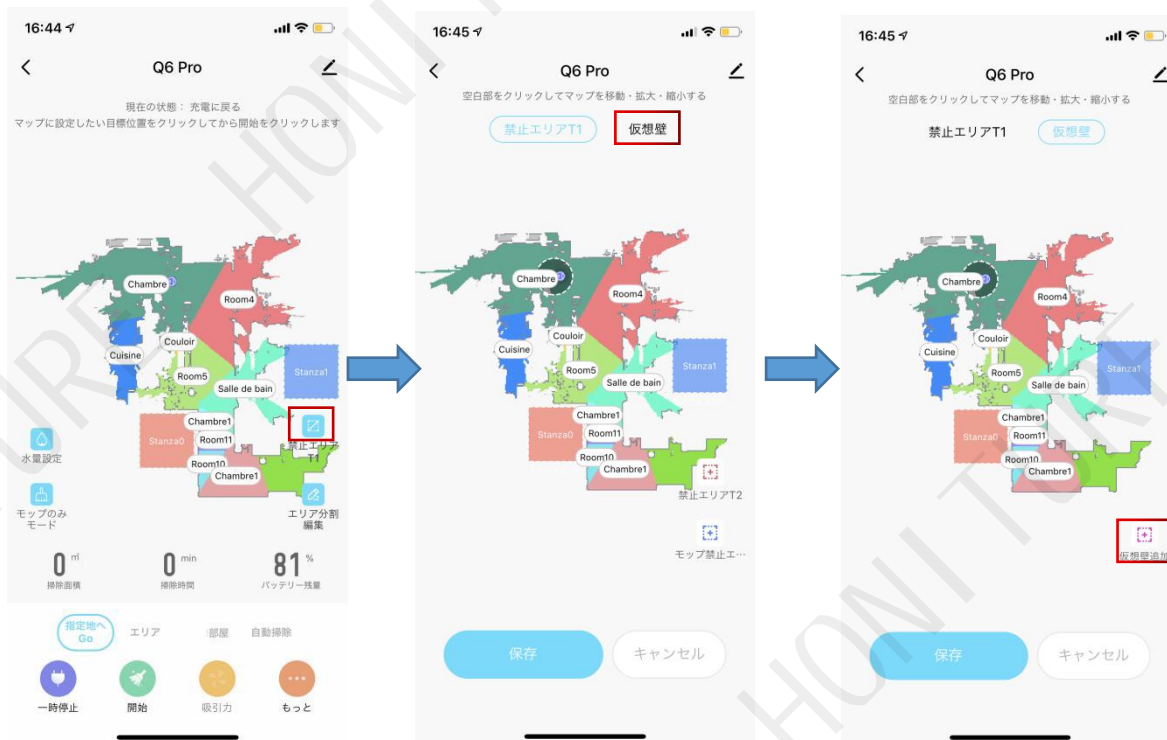 16:44
Q6 Pro
現在の状態： 充電に戻る
マップに設定したい目標位置をクリックしてから開始をクリックします
Chambre
Room4
Couloir
Cuisine
Room5
Stanza1
Salle de bain
Chambre1
Stanza0
Room11
Room10
Chambre1
禁止エリア
T1
水量設定
モップのみ
モード
エリア分割
編集
0 ㎡
掃除面積
0 min
掃除時間
81 %
バッテリー残量
指定地へ
Go
エリア
部屋
自動掃除
一時停止
開始
吸引力
もっと
16:45
Q6 Pro
空白部をクリックしてマップを移動・拡大・縮小する
禁止エリアT1
仮想壁
Chambre
Room4
Couloir
Cuisine
Room5
Stanza1
Salle de bain
Chambre1
Stanza0
Room11
Room10
Chambre1
禁止エリアT2
モップ禁止エ…
保存
キャンセル
16:45
Q6 Pro
空白部をクリックしてマップを移動・拡大・縮小する
禁止エリアT1
仮想壁
Chambre
Room4
Couloir
Cuisine
Room5
Stanza1
Salle de bain
Chambre1
Stanza0
Room11
Room10
Chambre1
仮想壁追加
保存
キャンセル
HONITURE
HONITURE